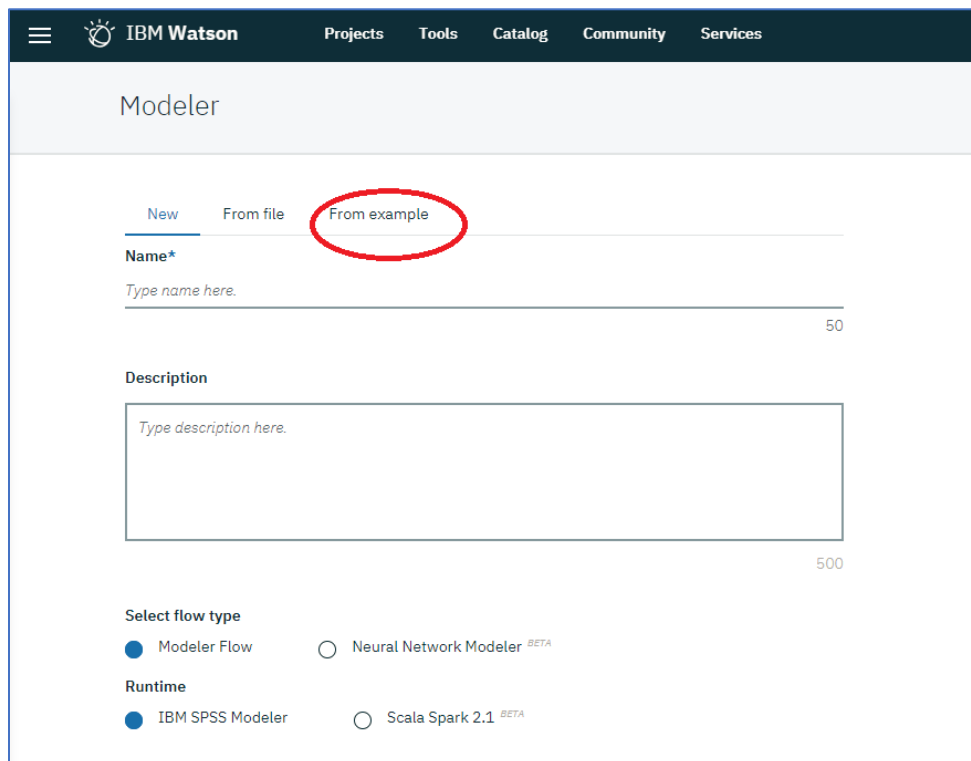 IBM Watson Projects Tools Catalog Community Services
Modeler
New From file From example
Name*
Type name here.
50
Description
Type description here.
500
Select flow type
Modeler Flow Neural Network Modeler BETA
Runtime
IBM SPSS Modeler Scala Spark 2.1 BETA